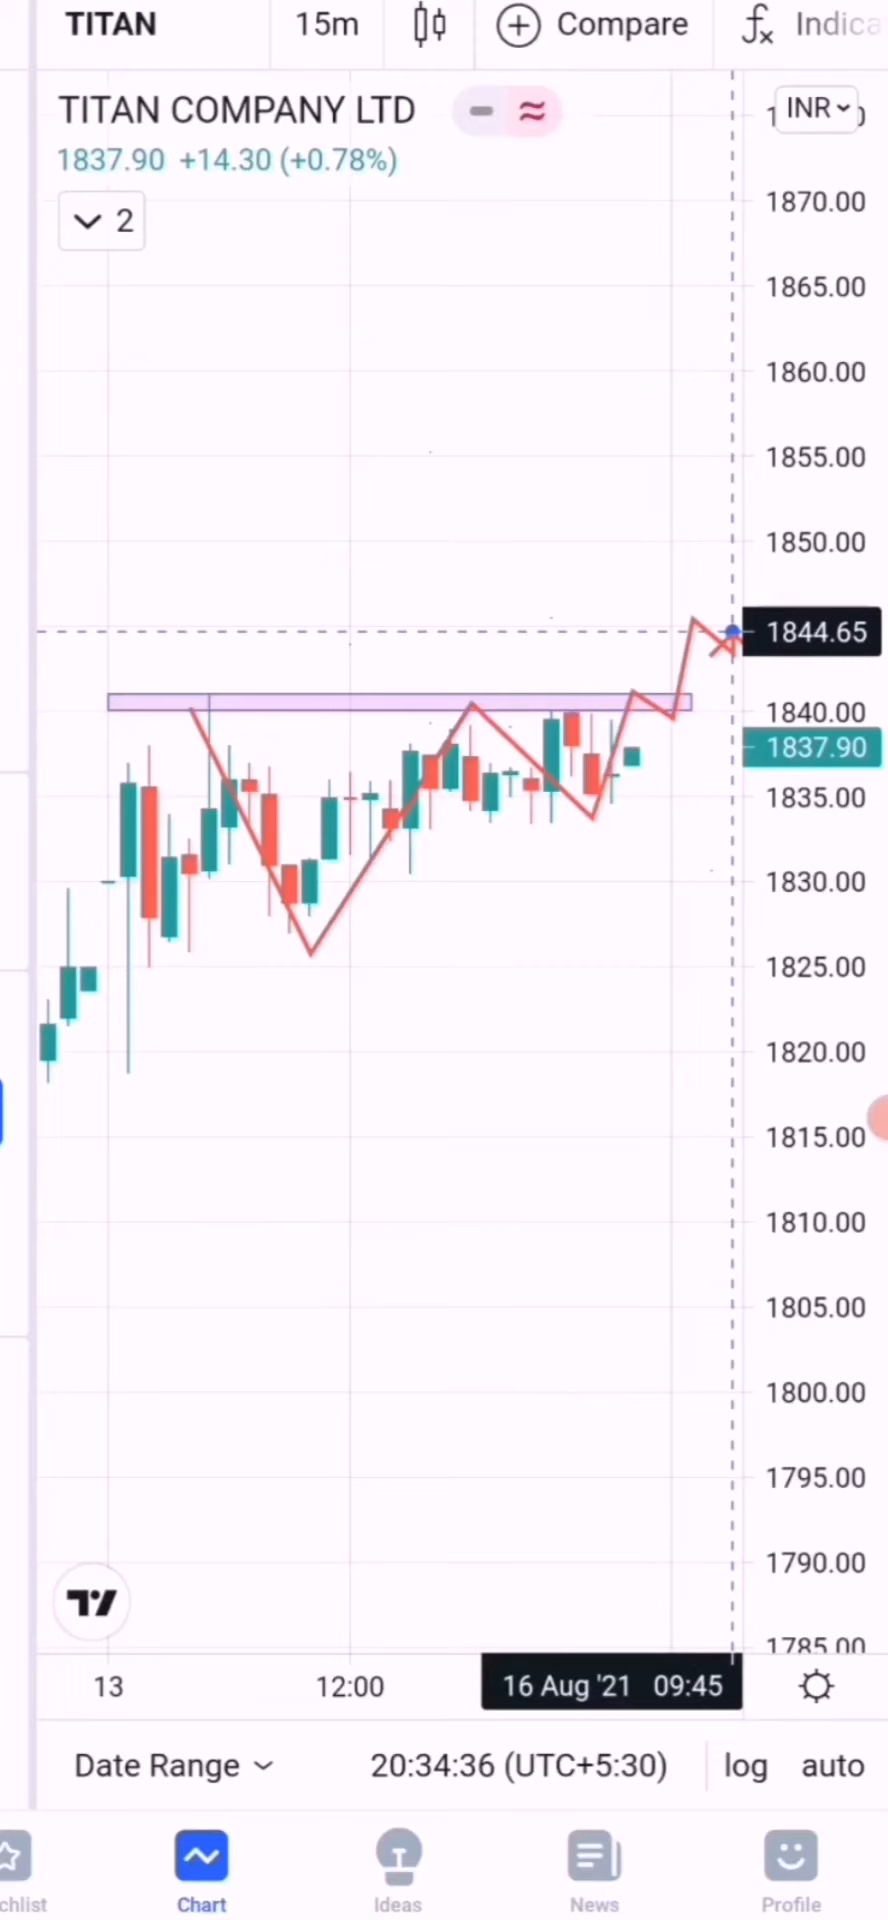 TITAN 15m Compare Indica
TITAN COMPANY LTD
1837.90 +14.30 (+0.78%)
2
INR
1870.00
1865.00
1860.00
1855.00
1850.00
1844.65
1840.00
1837.90
1835.00
1830.00
1825.00
1820.00
1815.00
1810.00
1805.00
1800.00
1795.00
1790.00
1785.00
13 12:00 16 Aug '21 09:45
Date Range 20:34:36 (UTC+5:30) log auto
chlist Chart Ideas News Profile